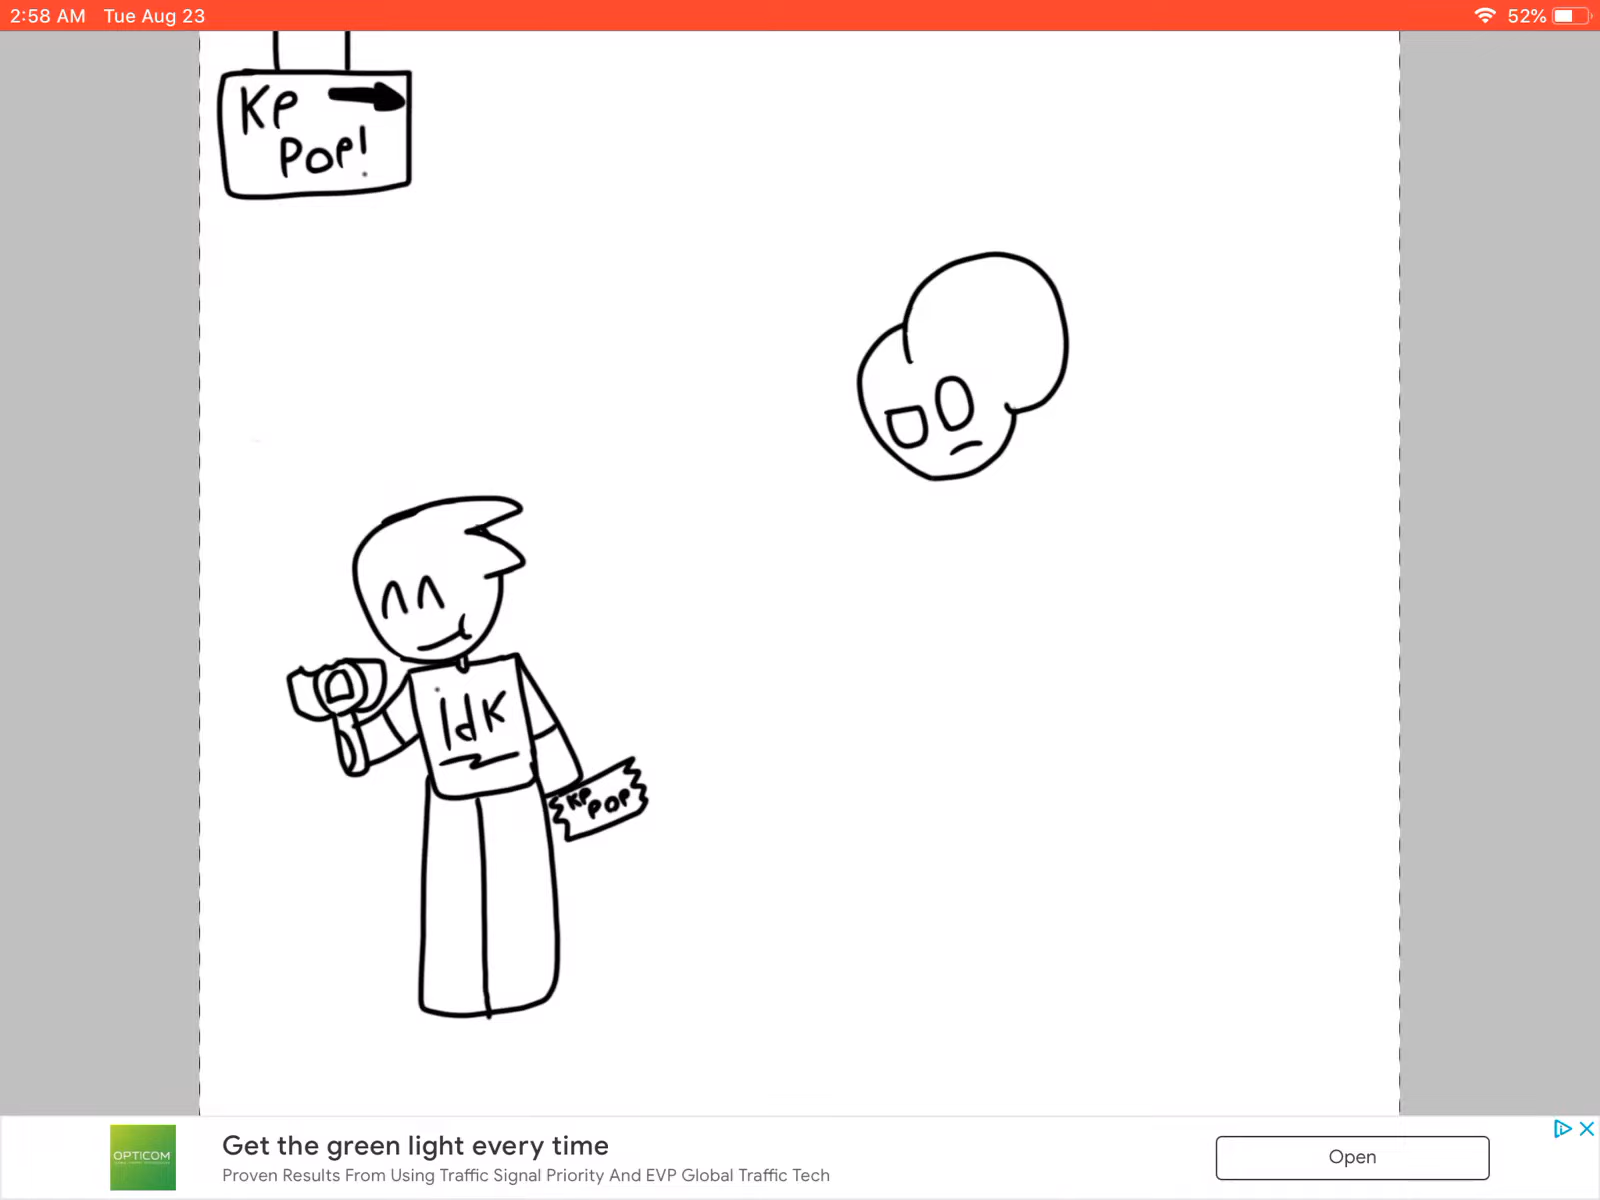 2:58 AM Tue Aug 23 52%
KP
POP!
idK
KP
POP
OPTICOM
Get the green light every time
Proven Results From Using Traffic Signal Priority And EVP Global Traffic Tech
Open